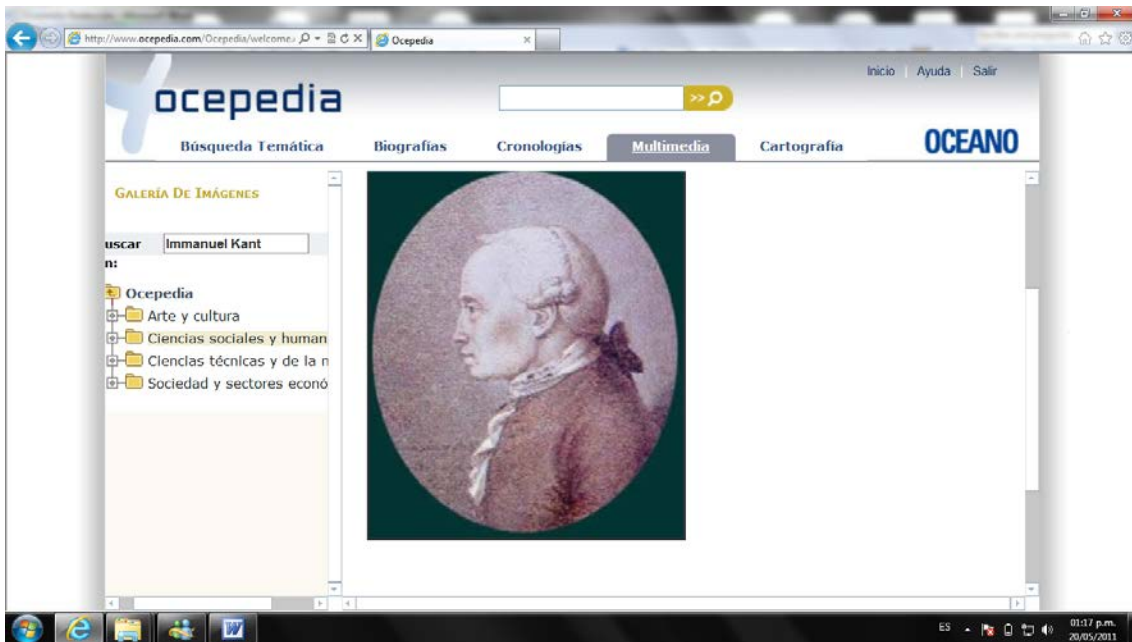 http://www.ocepedia.com/Ocepedia/welcome.
Ocepedia
Inicio | Ayuda | Salir
ocepedia
>>
Búsqueda Temática Biografías Cronologías Multimedia Cartografía OCEANO
GALERÍA DE IMÁGENES
uscar Immanuel Kant
n:
Ocepedia
Arte y cultura
Ciencias sociales y human
Ciencias técnicas y de la n
Sociedad y sectores econó
ES 01:17 p.m.
20/05/2011